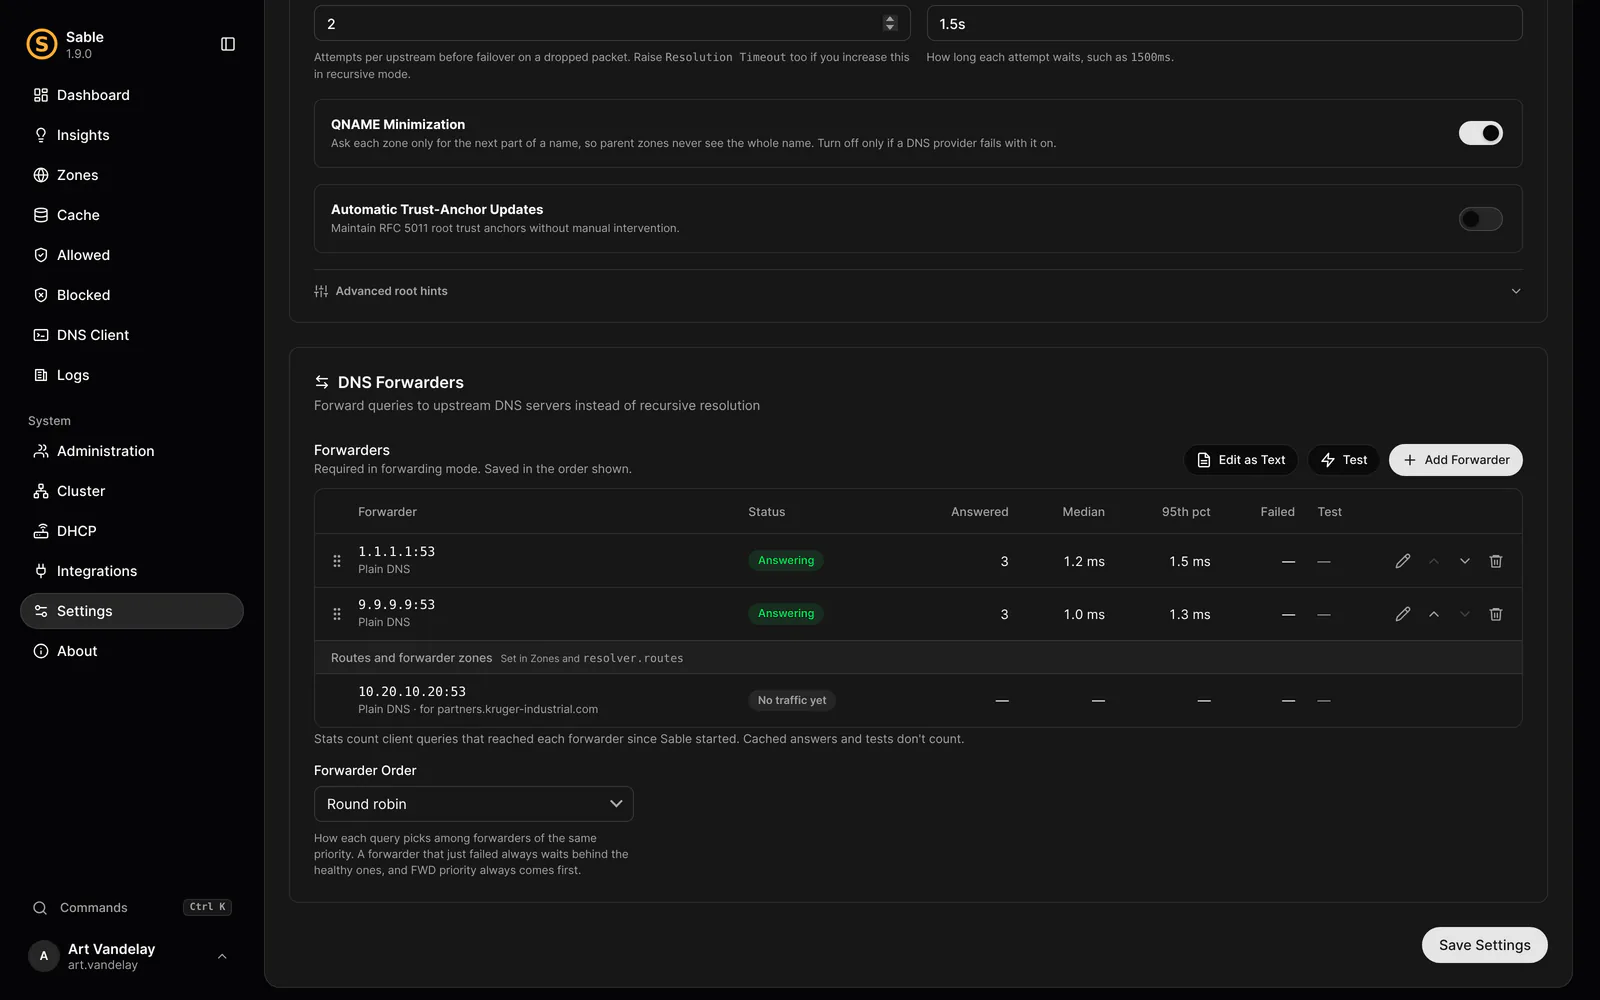 Sable
1.9.0
Dashboard
Insights
Zones
Cache
Allowed
Blocked
DNS Client
Logs
System
Administration
Cluster
DHCP
Integrations
Settings
About
Commands
Ctrl K
A
Art Vandelay
art.vandelay
2
1.5s
Attempts per upstream before failover on a dropped packet. Raise Resolution Timeout too if you increase this
in recursive mode.
How long each attempt waits, such as 1500ms.
QNAME Minimization
Ask each zone only for the next part of a name, so parent zones never see the whole name. Turn off only if a DNS provider fails with it on.
Automatic Trust-Anchor Updates
Maintain RFC 5011 root trust anchors without manual intervention.
Advanced root hints
DNS Forwarders
Forward queries to upstream DNS servers instead of recursive resolution
Forwarders
Required in forwarding mode. Saved in the order shown.
Edit as Text
Test
Add Forwarder
Forwarder Status Answered Median 95th pct Failed Test
1.1.1.1:53
Plain DNS
Answering 3 1.2 ms 1.5 ms — —
9.9.9.9:53
Plain DNS
Answering 3 1.0 ms 1.3 ms — —
Routes and forwarder zones Set in Zones and resolver.routes
10.20.10.20:53
Plain DNS · for partners.kruger-industrial.com
No traffic yet — — — — —
Stats count client queries that reached each forwarder since Sable started. Cached answers and tests don't count.
Forwarder Order
Round robin
How each query picks among forwarders of the same
priority. A forwarder that just failed always waits behind the
healthy ones, and FWD priority always comes first.
Save Settings